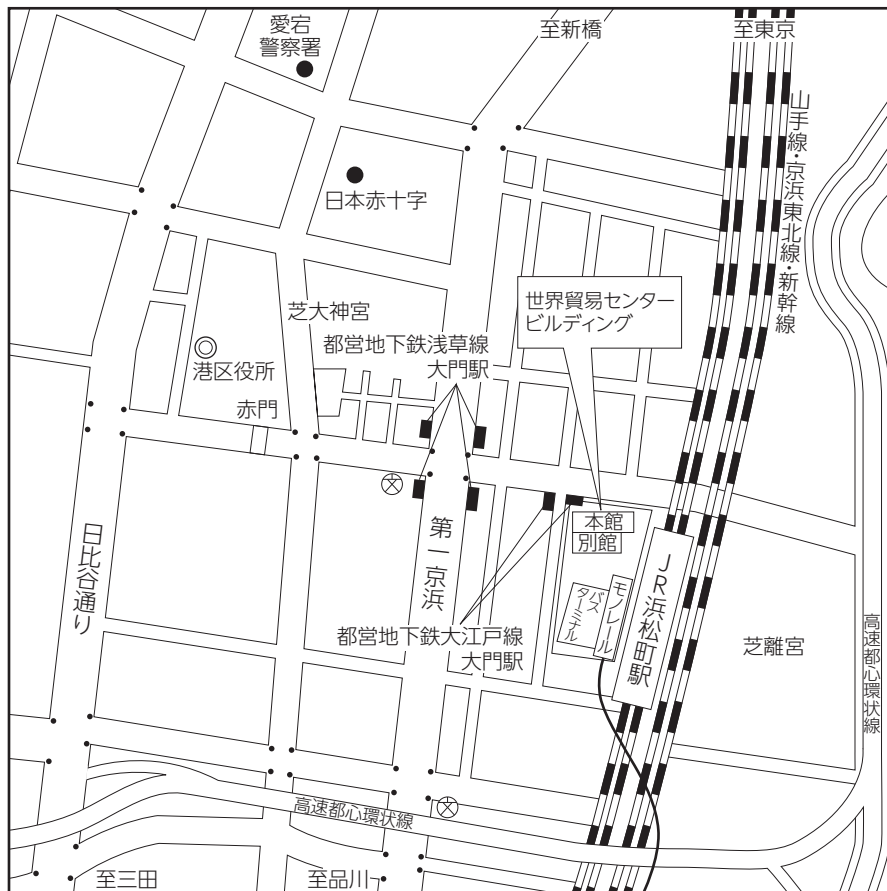 愛宕
警察署
至新橋
至東京
山手線・京浜東北線・新幹線
日本赤十字
世界貿易センター
ビルディング
芝大神宮
都営地下鉄浅草線
大門駅
港区役所
赤門
本館
別館
第一京浜
日比谷通り
JR浜松町駅
モノレール
バス
ターミナル
都営地下鉄大江戸線
大門駅
芝離宮
高速都心環状線
高速都心環状線
至三田
至品川